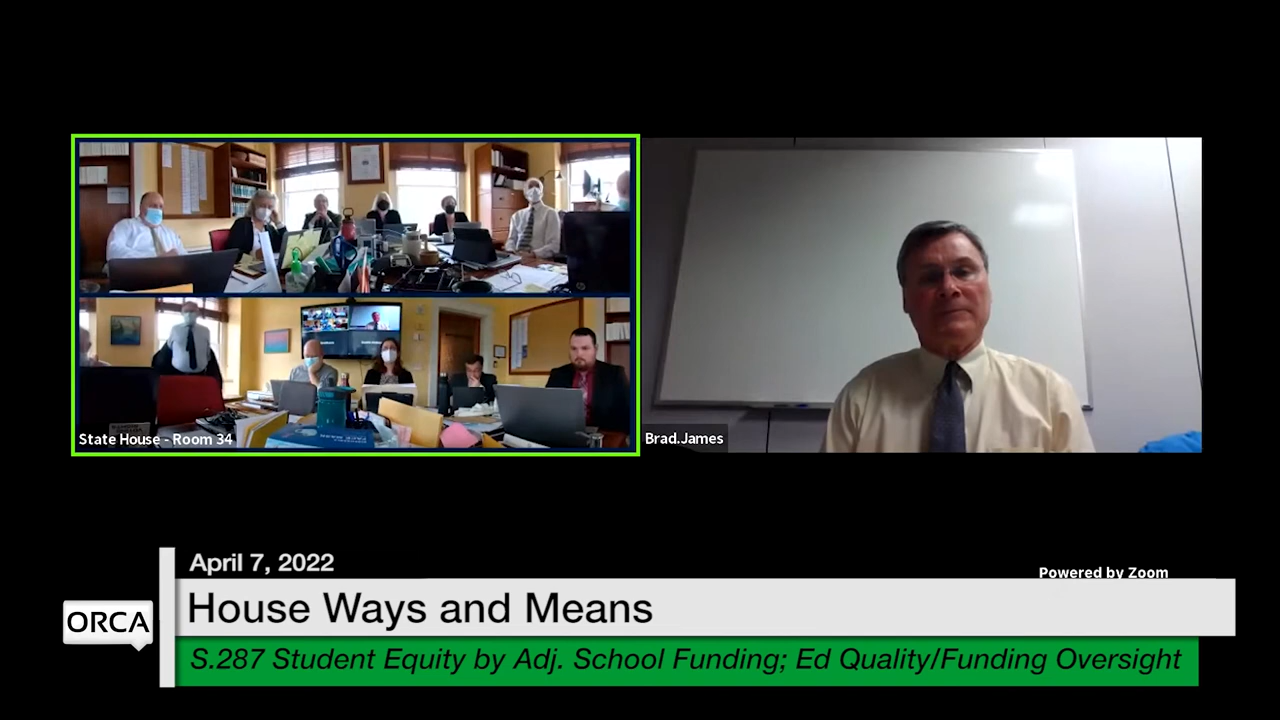 State House - Room 34
Brad.James
April 7, 2022
Powered by Zoom
House Ways and Means
ORCA
S.287 Student Equity by Adj. School Funding; Ed Quality/Funding Oversight